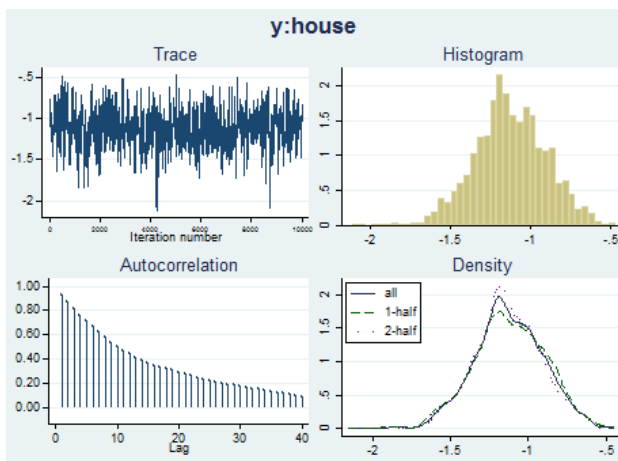 y:house
Trace
-.5
-1
-1.5
-2
0 2000 4000 6000 8000 10000
Iteration number
Histogram
2
1.5
1
.5
0
-2 -1.5 -1 -.5
Autocorrelation
1.00
0.80
0.60
0.40
0.20
0.00
0 10 20 30 40
Lag
Density
all
1-half
2-half
2
1.5
1
.5
0
-2 -1.5 -1 -.5